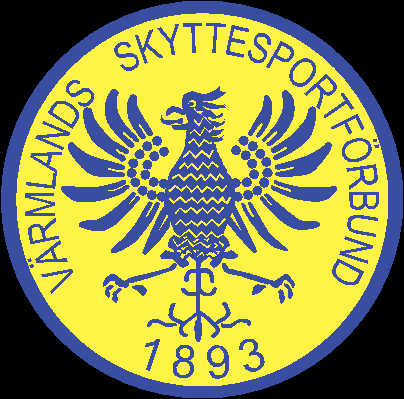 VÄRMLANDS SKYTTESPORTFÖRBUND
1893